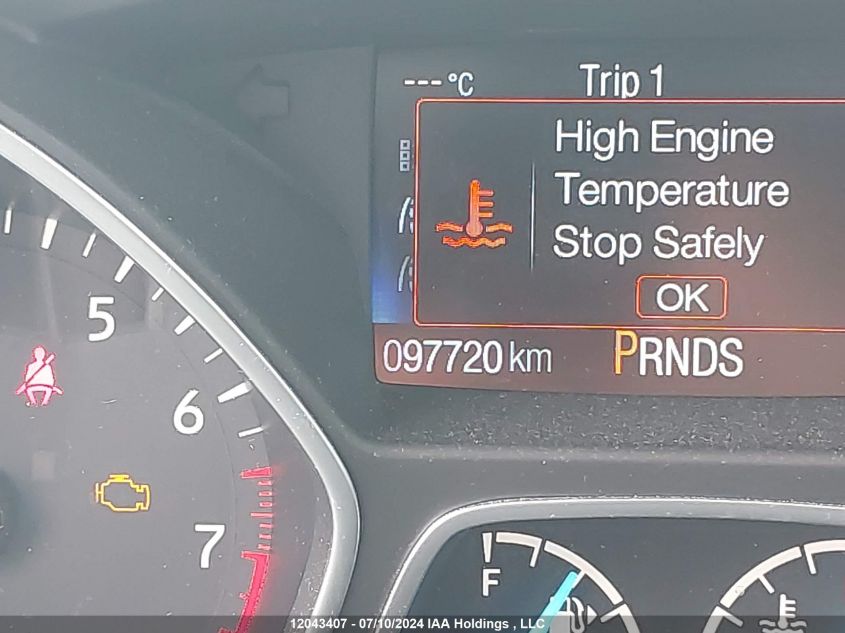 --- °C Trip 1
High Engine
Temperature
Stop Safely
OK
097720 km PRNDS
5
6
7
F
12043407 - 07/10/2024 IAA Holdings , LLC